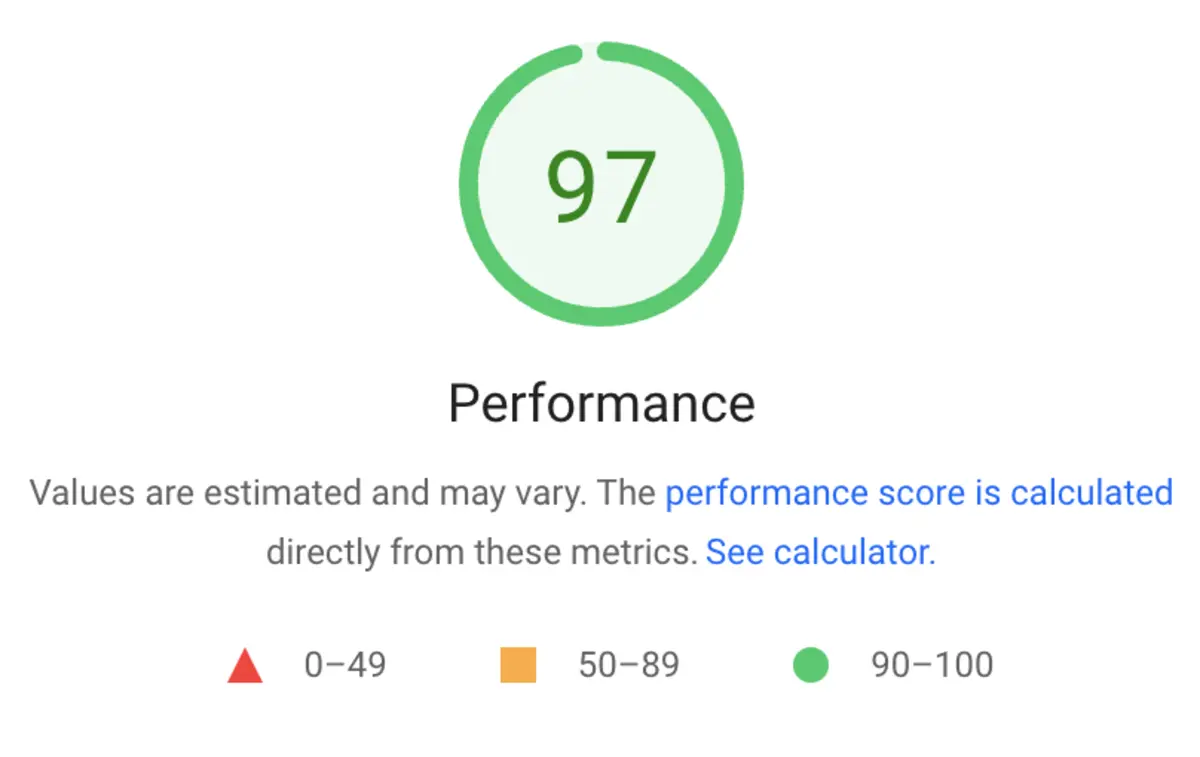 97
Performance
Values are estimated and may vary. The performance score is calculated
directly from these metrics. See calculator.
0–49 50–89 90–100